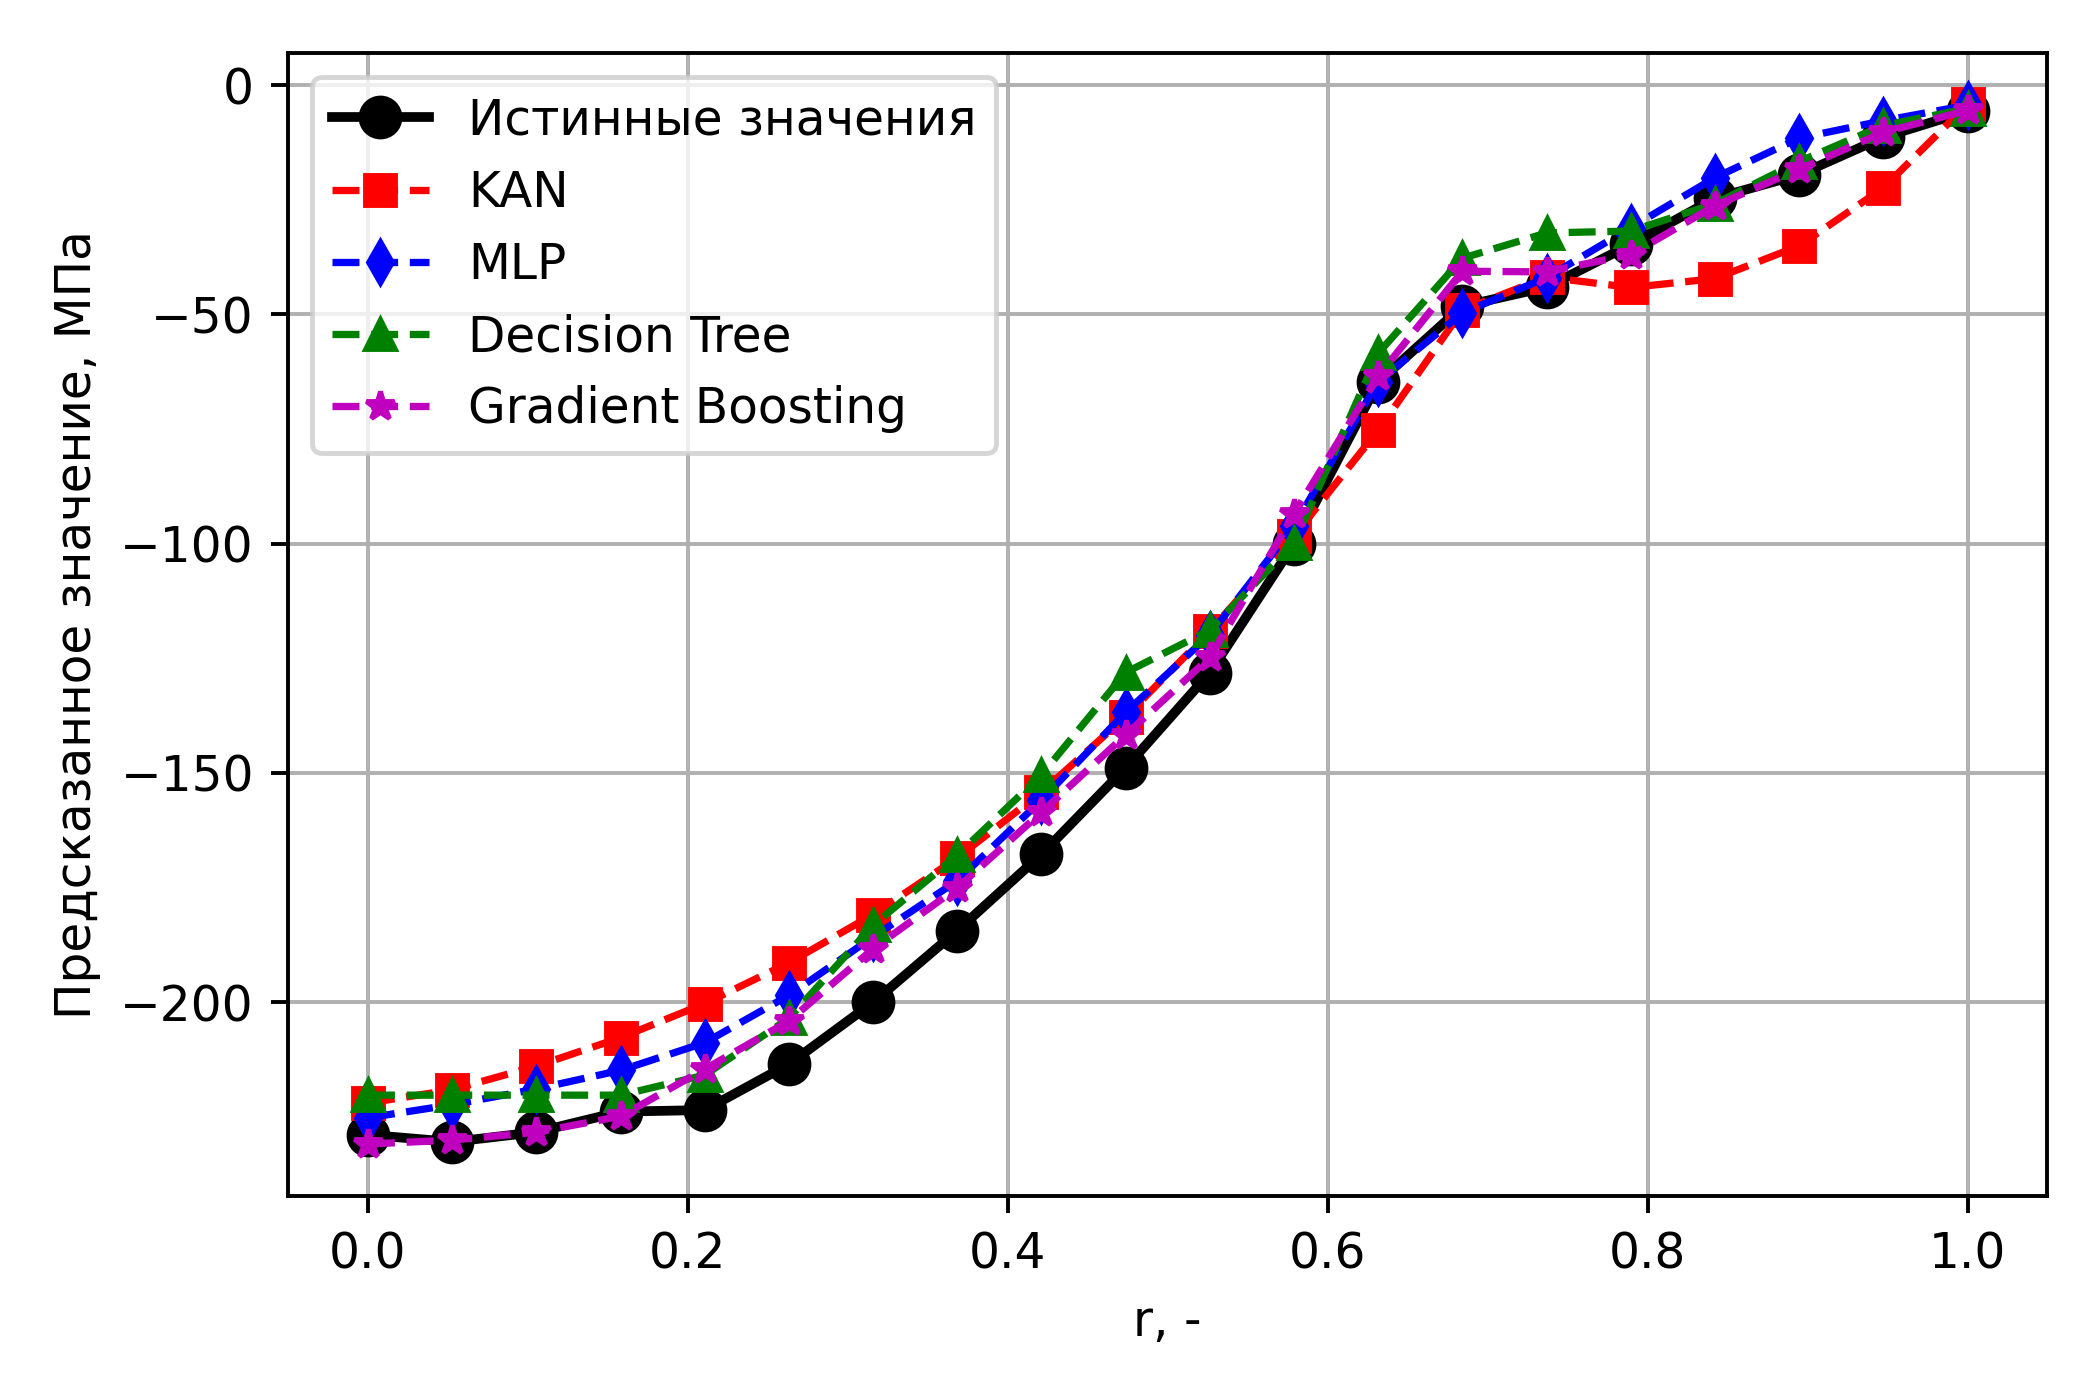 Истинные значения
KAN
MLP
Decision Tree
Gradient Boosting
Предсказанное значение, МПа
0
−50
−100
−150
−200
0.0 0.2 0.4 0.6 0.8 1.0
r, -